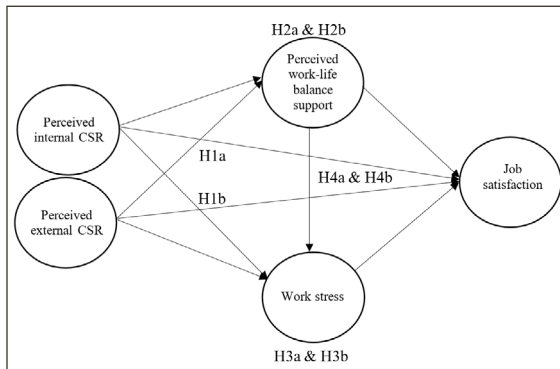 H2a & H2b
Perceived
work-life
balance
support
Perceived
internal CSR
H1a
H4a & H4b
Job
satisfaction
H1b
Perceived
external CSR
Work stress
H3a & H3b